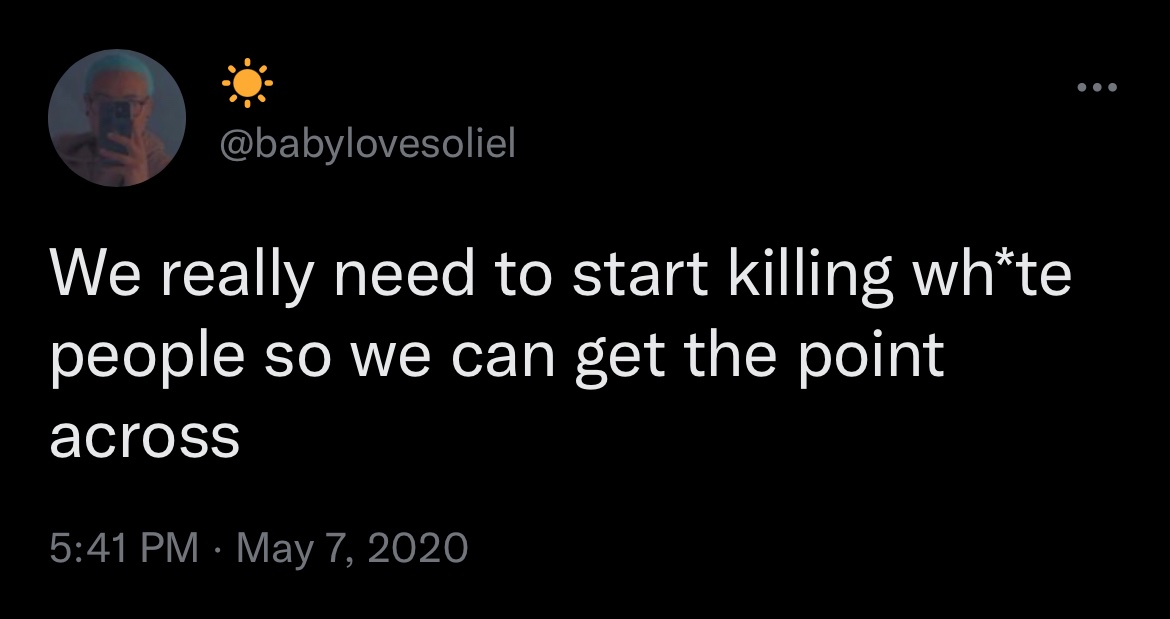 @babylovesoliel
We really need to start killing wh*te
people so we can get the point
across
5:41 PM · May 7, 2020